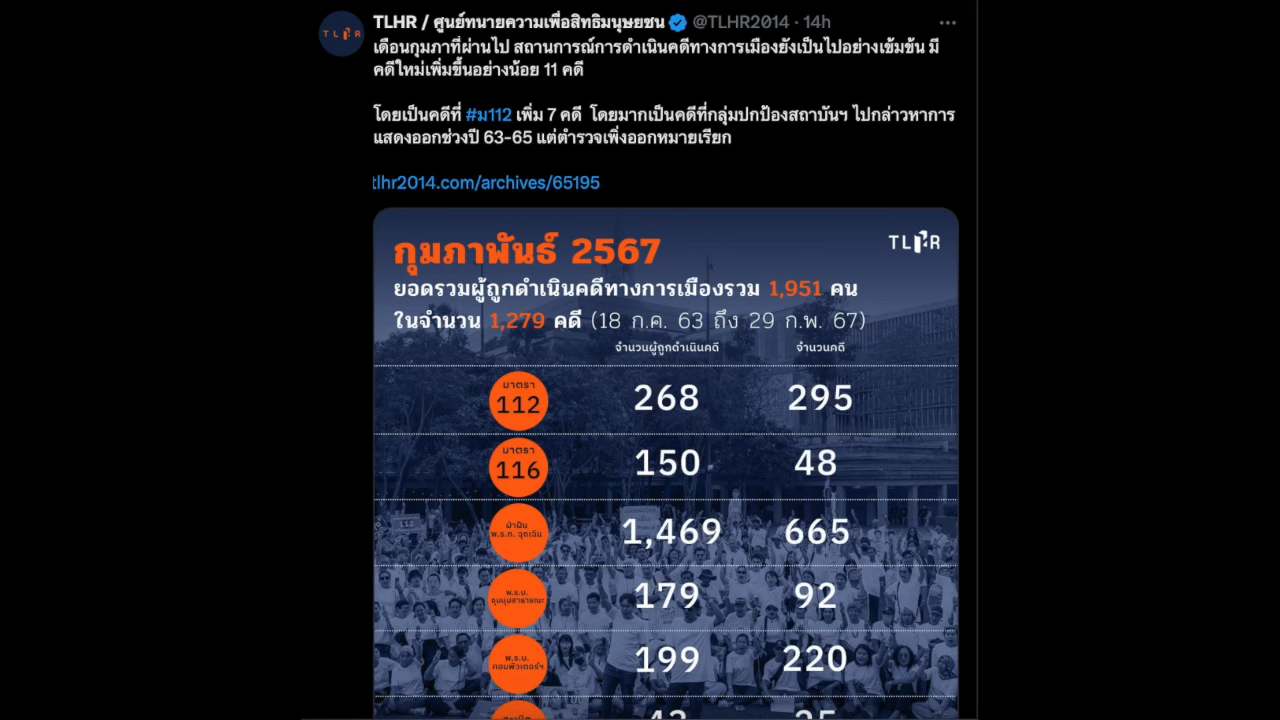 TLHR / ศูนย์ทนายความเพื่อสิทธิมนุษยชน @TLHR2014 · 14h
TLHR
เดือนกุมภาที่ผ่านไป สถานการณ์การดำเนินคดีทางการเมืองยังเป็นไปอย่างเข้มข้น มี
คดีใหม่เพิ่มขึ้นอย่างน้อย 11 คดี
โดยเป็นคดีที่ #ม112 เพิ่ม 7 คดี โดยมากเป็นคดีที่กลุ่มปกป้องสถาบันฯ ไปกล่าวหาการ
แสดงออกช่วงปี 63-65 แต่ตำรวจเพิ่งออกหมายเรียก
tlhr2014.com/archives/65195
TLHR
กุมภาพันธ์ 2567
ยอดรวมผู้ถูกดำเนินคดีทางการเมืองรวม 1,951 คน
ในจำนวน 1,279 คดี (18 ก.ค. 63 ถึง 29 ก.พ. 67)
จำนวนผู้ถูกดำเนินคดี จำนวนคดี
มาตรา
112 268 295
มาตรา
116 150 48
ฝ่าฝืน
พ.ร.ก. ฉุกเฉิน 1,469 665
พ.ร.บ.
ชุมนุมสาธารณะ 179 92
พ.ร.บ.
คอมพิวเตอร์ฯ 199 220